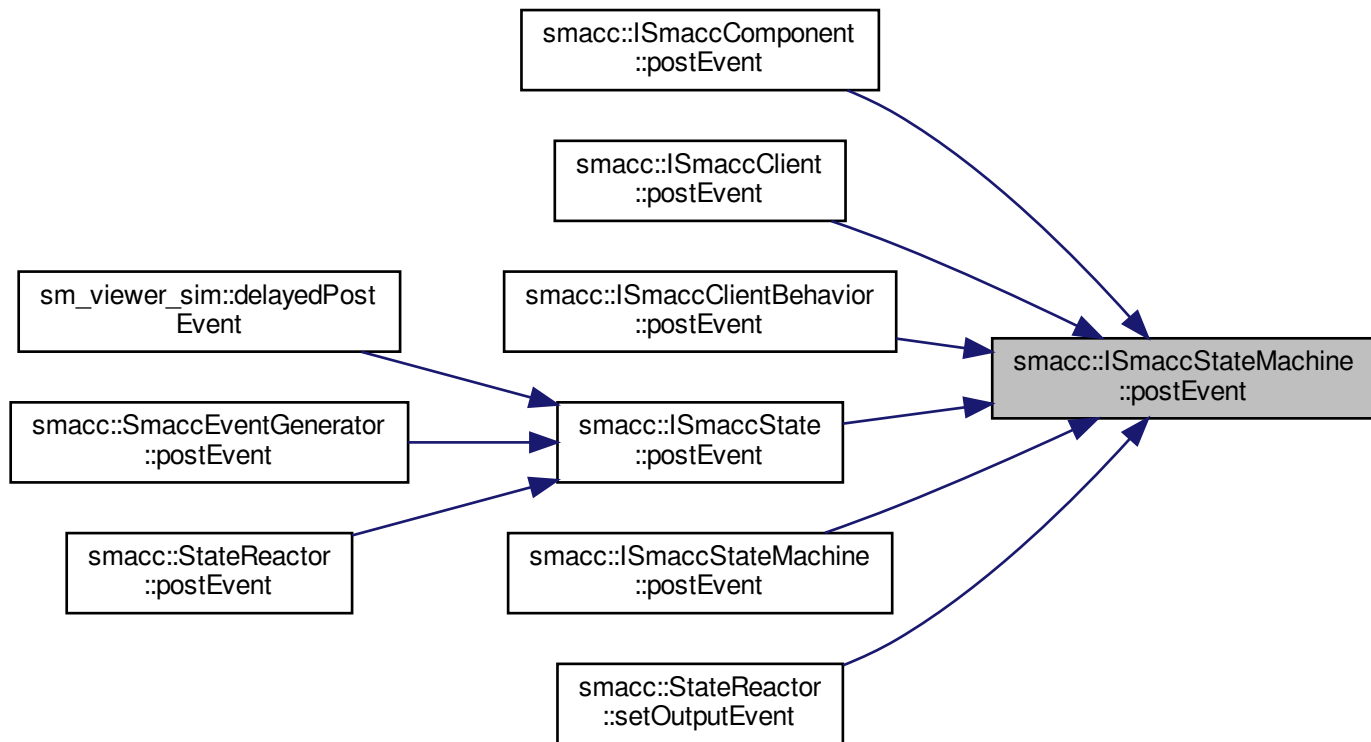 smacc::ISmaccComponent
::postEvent
smacc::ISmaccClient
::postEvent
sm_viewer_sim::delayedPost
Event
smacc::ISmaccClientBehavior
::postEvent
smacc::ISmaccStateMachine
::postEvent
smacc::SmaccEventGenerator
::postEvent
smacc::ISmaccState
::postEvent
smacc::StateReactor
::postEvent
smacc::ISmaccStateMachine
::postEvent
smacc::StateReactor
::setOutputEvent